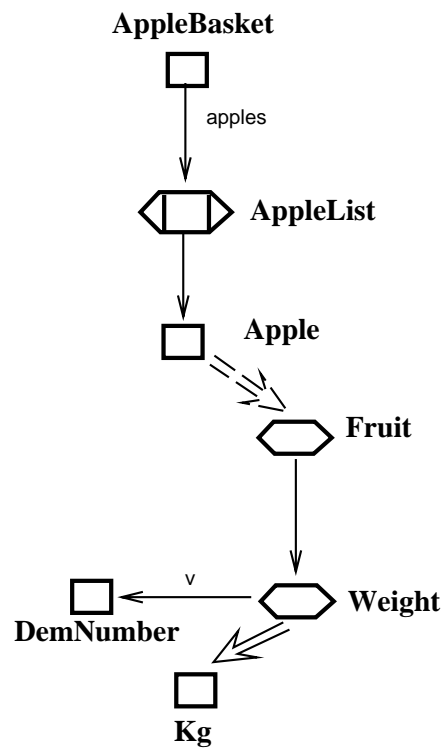 AppleBasket
apples
AppleList
Apple
Fruit
v
Weight
DemNumber
Kg